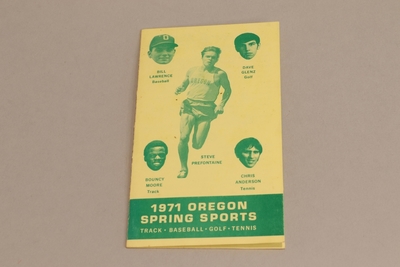 BILL
LAWRENCE
Baseball
DAVE
GLENZ
Golf
STEVE
PREFONTAINE
BOUNCY
MOORE
Track
CHRIS
ANDERSON
Tennis
1971 OREGON
SPRING SPORTS
TRACK • BASEBALL • GOLF • TENNIS